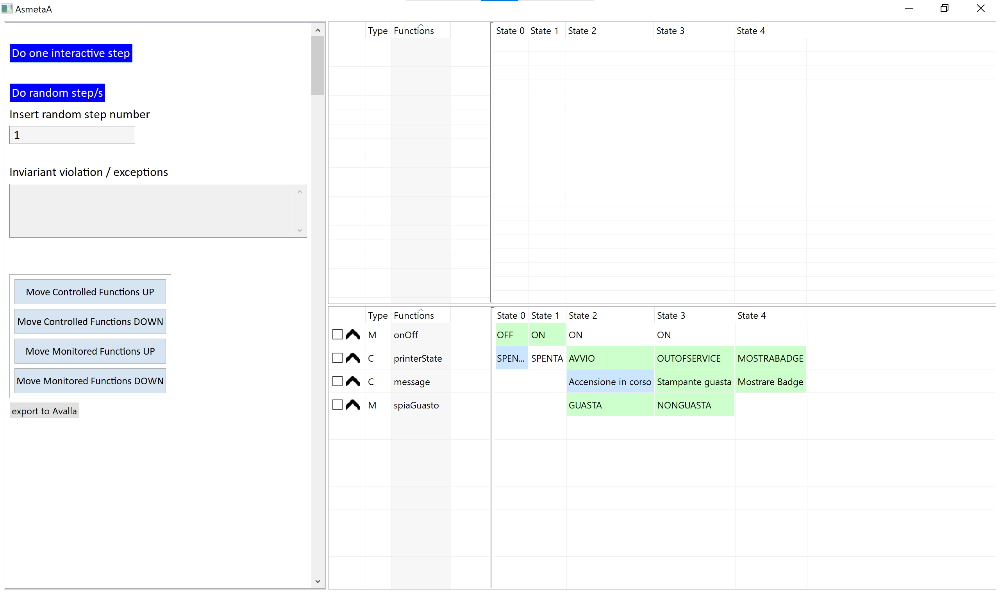 AsmetaA
Do one interactive step
Do random step/s
Insert random step number
1
Inviariant violation / exceptions
Move Controlled Functions UP
Move Controlled Functions DOWN
Move Monitored Functions UP
Move Monitored Functions DOWN
export to Avalla
Type Functions State 0 State 1 State 2 State 3 State 4
Type Functions State 0 State 1 State 2 State 3 State 4
M onOff OFF ON ON ON
C printerState SPEN... SPENTA AVVIO OUTOFSERVICE MOSTRABADGE
C message Accensione in corso Stampante guasta Mostrare Badge
M spiaGuasto GUASTA NONGUASTA